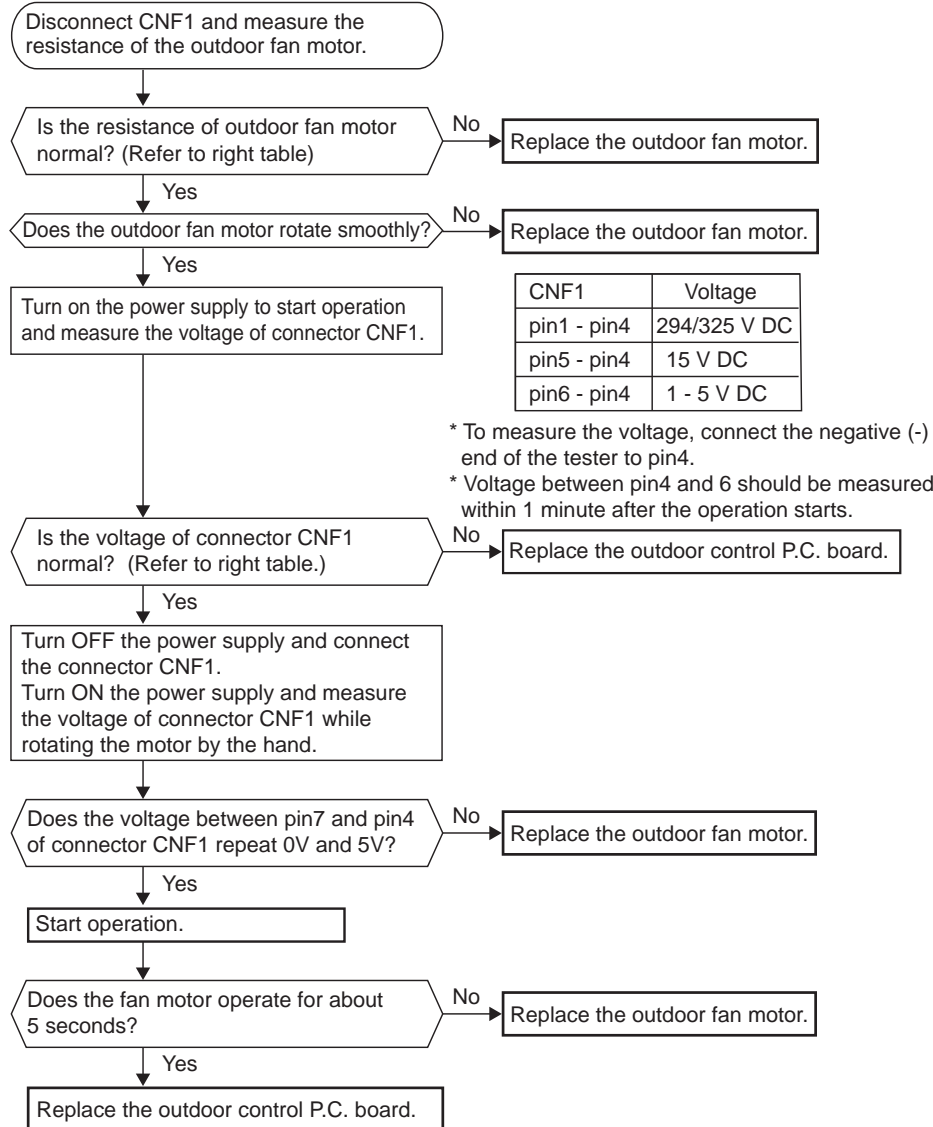 Disconnect CNF1 and measure the
resistance of the outdoor fan motor.
Is the resistance of outdoor fan motor
normal? (Refer to right table)
No
Replace the outdoor fan motor.
Yes
Does the outdoor fan motor rotate smoothly?
No
Replace the outdoor fan motor.
Yes
Turn on the power supply to start operation
and measure the voltage of connector CNF1.
CNF1 Voltage
pin1 - pin4 294/325 V DC
pin5 - pin4 15 V DC
pin6 - pin4 1 - 5 V DC
* To measure the voltage, connect the negative (-)
end of the tester to pin4.
* Voltage between pin4 and 6 should be measured
within 1 minute after the operation starts.
Is the voltage of connector CNF1
normal? (Refer to right table.)
No
Replace the outdoor control P.C. board.
Yes
Turn OFF the power supply and connect
the connector CNF1.
Turn ON the power supply and measure
the voltage of connector CNF1 while
rotating the motor by the hand.
Does the voltage between pin7 and pin4
of connector CNF1 repeat 0V and 5V?
No
Replace the outdoor fan motor.
Yes
Start operation.
Does the fan motor operate for about
5 seconds?
No
Replace the outdoor fan motor.
Yes
Replace the outdoor control P.C. board.